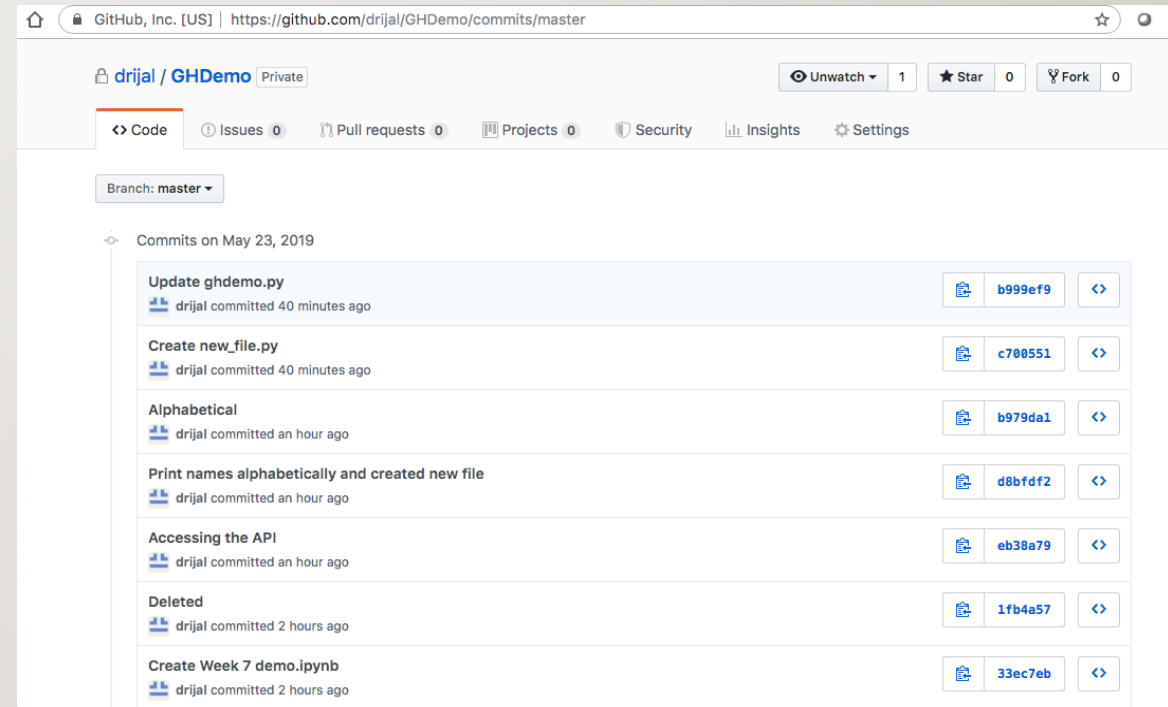 GitHub, Inc. [US] | https://github.com/drijal/GHDemo/commits/master
drijal / GHDemo Private
Unwatch 1 Star 0 Fork 0
Code Issues 0 Pull requests 0 Projects 0 Security Insights Settings
Branch: master
Commits on May 23, 2019
Update ghdemo.py
drijal committed 40 minutes ago
b999ef9
Create new_file.py
drijal committed 40 minutes ago
c700551
Alphabetical
drijal committed an hour ago
b979da1
Print names alphabetically and created new file
drijal committed an hour ago
d8bfdf2
Accessing the API
drijal committed an hour ago
eb38a79
Deleted
drijal committed 2 hours ago
1fb4a57
Create Week 7 demo.ipynb
drijal committed 2 hours ago
33ec7eb